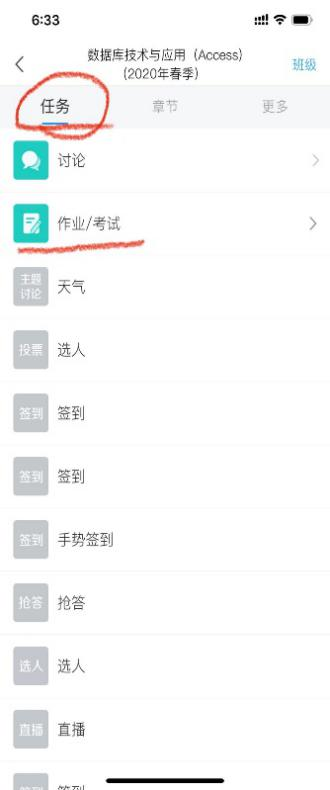 6:33
数据库技术与应用（Access）
(2020年春季)
班级
任务
章节
更多
讨论
作业/考试
主题
讨论
天气
投票
选人
签到
签到
签到
签到
签到
手势签到
抢答
抢答
选人
选人
直播
直播
签到
签到